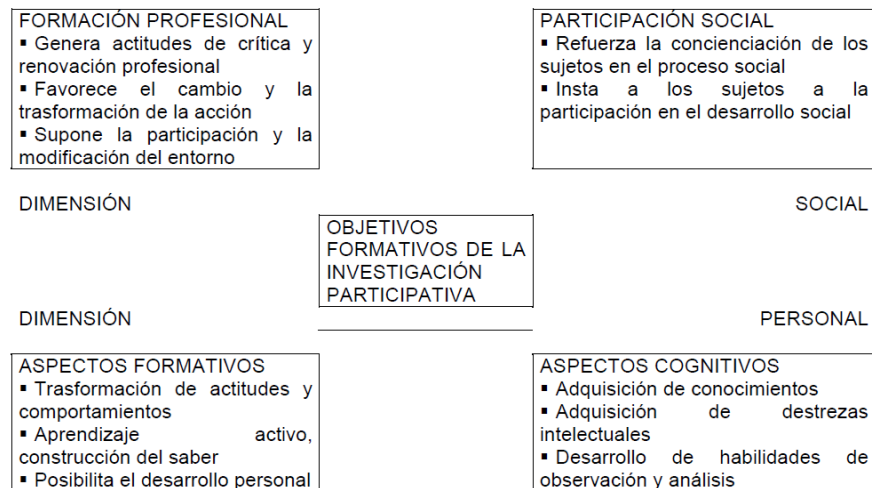 FORMACIÓN PROFESIONAL
▪ Genera actitudes de crítica y
renovación profesional
▪ Favorece el cambio y la
trasformación de la acción
▪ Supone la participación y la
modificación del entorno
PARTICIPACIÓN SOCIAL
▪ Refuerza la concienciación de los
sujetos en el proceso social
▪ Insta a los sujetos a la
participación en el desarrollo social
DIMENSIÓN SOCIAL
OBJETIVOS
FORMATIVOS DE LA
INVESTIGACIÓN
PARTICIPATIVA
DIMENSIÓN PERSONAL
ASPECTOS FORMATIVOS
▪ Trasformación de actitudes y
comportamientos
▪ Aprendizaje activo,
construcción del saber
▪ Posibilita el desarrollo personal
ASPECTOS COGNITIVOS
▪ Adquisición de conocimientos
▪ Adquisición de destrezas
intelectuales
▪ Desarrollo de habilidades de
observación y análisis